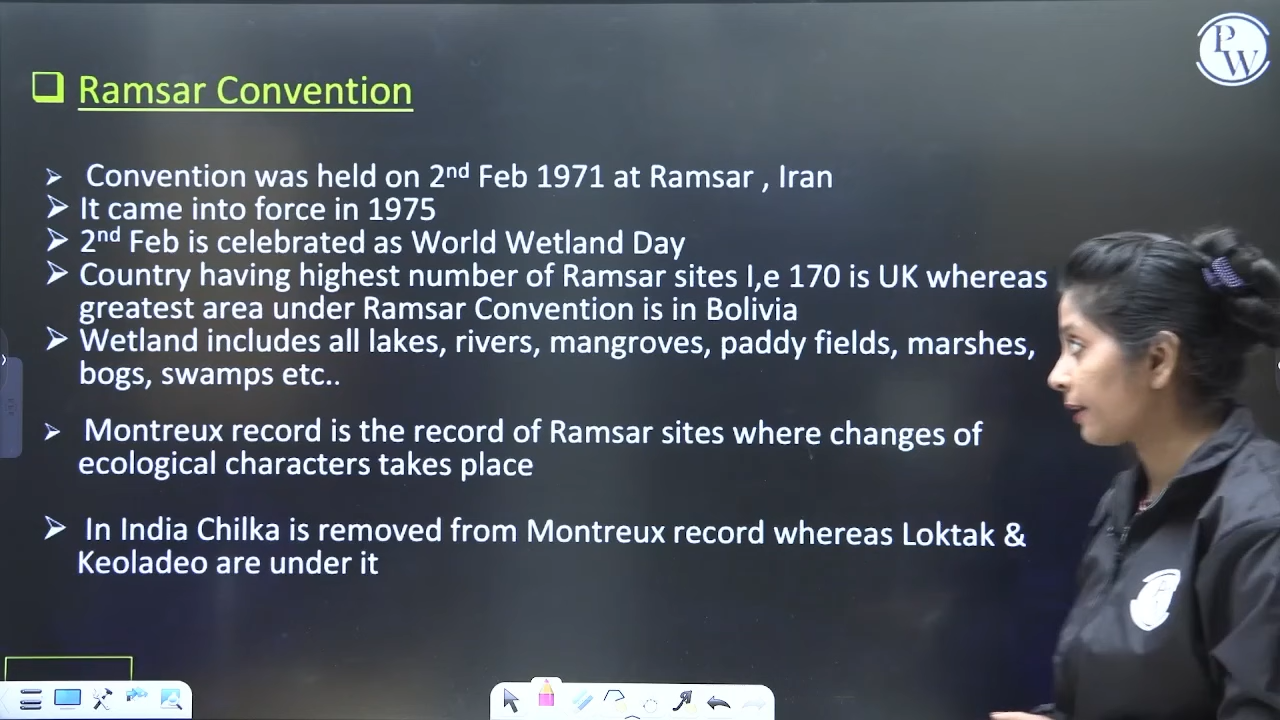 PW
Ramsar Convention
Convention was held on 2nd Feb 1971 at Ramsar , Iran
It came into force in 1975
2nd Feb is celebrated as World Wetland Day
Country having highest number of Ramsar sites I,e 170 is UK whereas
greatest area under Ramsar Convention is in Bolivia
Wetland includes all lakes, rivers, mangroves, paddy fields, marshes,
bogs, swamps etc..
Montreux record is the record of Ramsar sites where changes of
ecological characters takes place
In India Chilka is removed from Montreux record whereas Loktak &
Keoladeo are under it